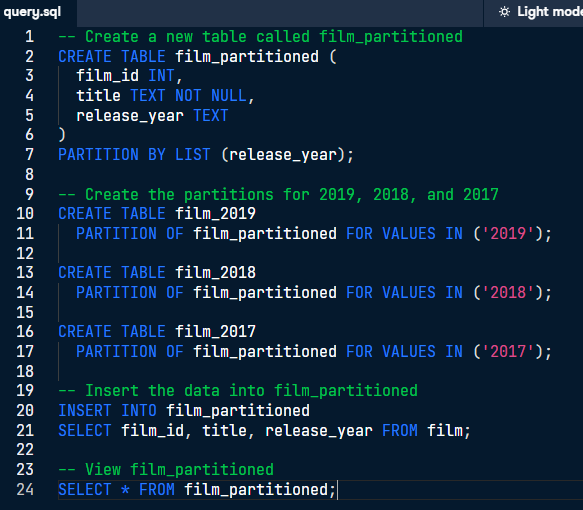 query.sql
Light mode
1 -- Create a new table called film_partitioned
2 CREATE TABLE film_partitioned (
3   film_id INT,
4   title TEXT NOT NULL,
5   release_year TEXT
6 )
7 PARTITION BY LIST (release_year);
8
9 -- Create the partitions for 2019, 2018, and 2017
10 CREATE TABLE film_2019
11   PARTITION OF film_partitioned FOR VALUES IN ('2019');
12
13 CREATE TABLE film_2018
14   PARTITION OF film_partitioned FOR VALUES IN ('2018');
15
16 CREATE TABLE film_2017
17   PARTITION OF film_partitioned FOR VALUES IN ('2017');
18
19 -- Insert the data into film_partitioned
20 INSERT INTO film_partitioned
21 SELECT film_id, title, release_year FROM film;
22
23 -- View film_partitioned
24 SELECT * FROM film_partitioned;